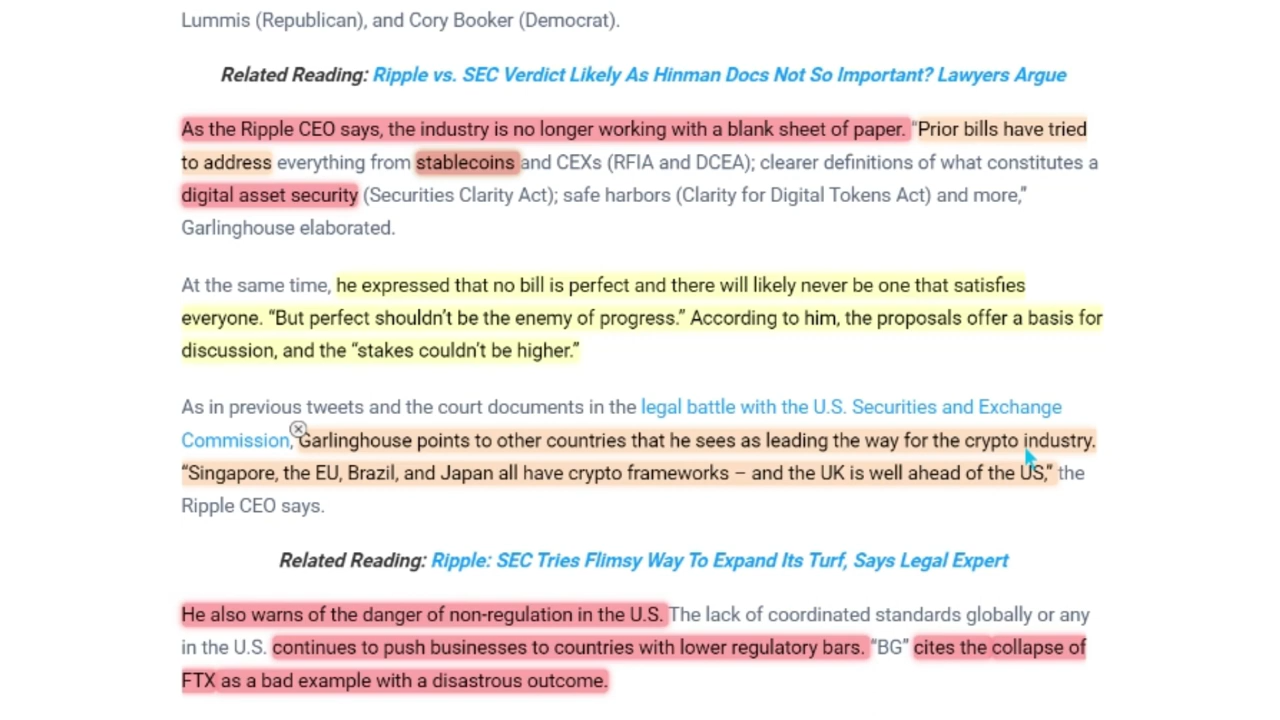 Lummis (Republican), and Cory Booker (Democrat).
Related Reading: Ripple vs. SEC Verdict Likely As Hinman Docs Not So Important? Lawyers Argue
As the Ripple CEO says, the industry is no longer working with a blank sheet of paper. “Prior bills have tried
to address everything from stablecoins and CEXs (RFIA and DCEA); clearer definitions of what constitutes a
digital asset security (Securities Clarity Act); safe harbors (Clarity for Digital Tokens Act) and more,”
Garlinghouse elaborated.
At the same time, he expressed that no bill is perfect and there will likely never be one that satisfies
everyone. “But perfect shouldn’t be the enemy of progress.” According to him, the proposals offer a basis for
discussion, and the “stakes couldn’t be higher.”
As in previous tweets and the court documents in the legal battle with the U.S. Securities and Exchange
Commission, Garlinghouse points to other countries that he sees as leading the way for the crypto industry.
“Singapore, the EU, Brazil, and Japan all have crypto frameworks – and the UK is well ahead of the US,” the
Ripple CEO says.
Related Reading: Ripple: SEC Tries Flimsy Way To Expand Its Turf, Says Legal Expert
He also warns of the danger of non-regulation in the U.S. The lack of coordinated standards globally or any
in the U.S. continues to push businesses to countries with lower regulatory bars. “BG” cites the collapse of
FTX as a bad example with a disastrous outcome.